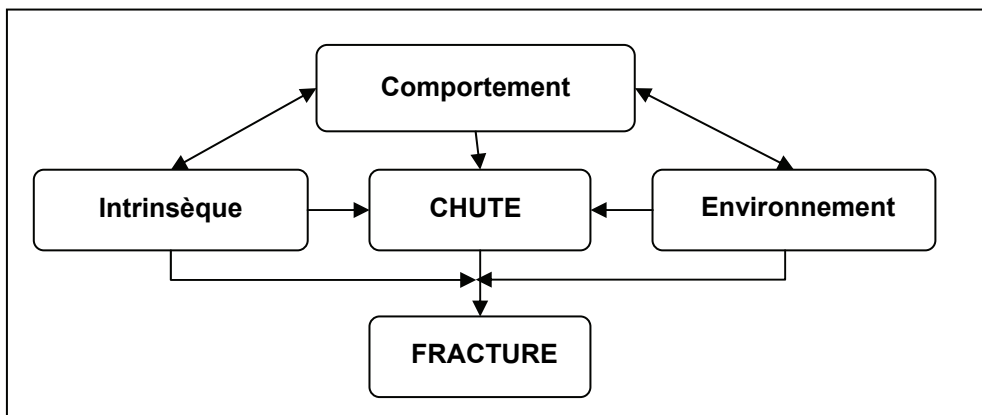 Comportement
Intrinsèque
CHUTE
Environnement
FRACTURE